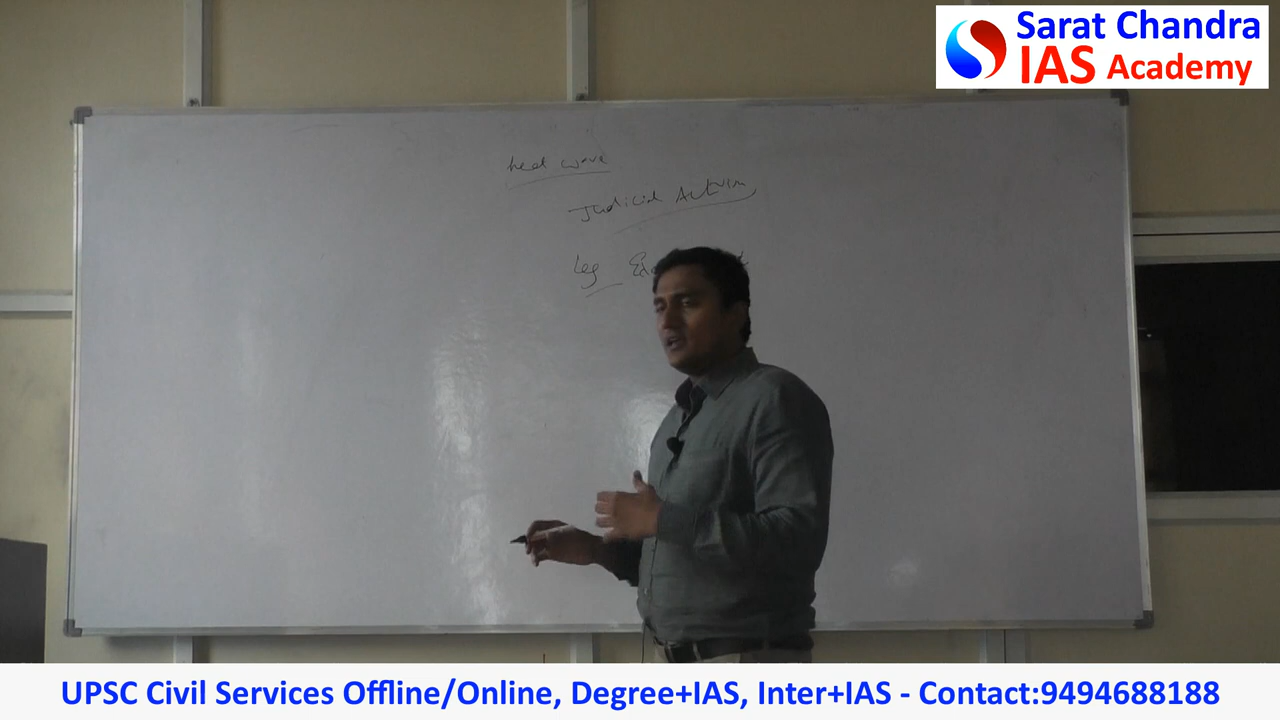 Sarat Chandra
IAS Academy
heat wave
Judicial Activism
Leg
UPSC Civil Services Offline/Online, Degree+IAS, Inter+IAS - Contact:9494688188